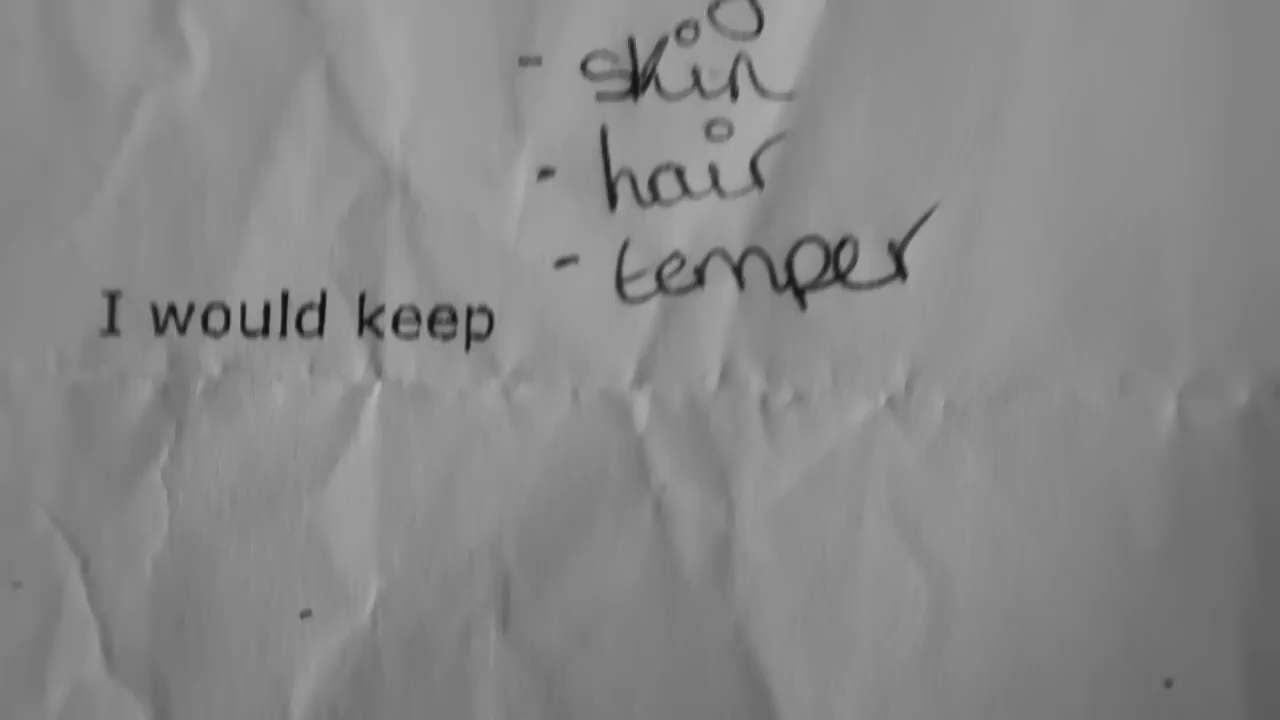 - skin
- hair
- temper
I would keep